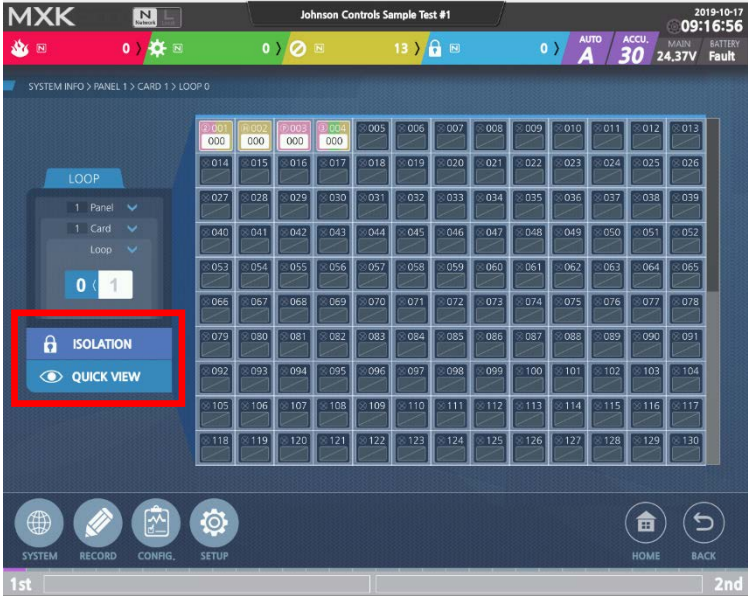 MXK
N
Network
L
Johnson Controls Sample Test #1
2019-10-17
09:16:56
N 0 〉 N 0 〉 N 13 〉 N 0 〉
AUTO ACCU. MAIN BATTERY
A 30 24,37V Fault
SYSTEM INFO > PANEL 1 > CARD 1 > LOOP 0
001 002 003 004 005 006 007 008 009 010 011 012 013
000 000 000 000
014 015 016 017 018 019 020 021 022 023 024 025 026
LOOP
027 028 029 030 031 032 033 034 035 036 037 038 039
1 Panel
1 Card
040 041 042 043 044 045 046 047 048 049 050 051 052
Loop
053 054 055 056 057 058 059 060 061 062 063 064 065
0 〈 1
066 067 068 069 070 071 072 073 074 075 076 077 078
079 080 081 082 083 084 085 086 087 088 089 090 091
ISOLATION
092 093 094 095 096 097 098 099 100 101 102 103 104
QUICK VIEW
105 106 107 108 109 110 111 112 113 114 115 116 117
118 119 120 121 122 123 124 125 126 127 128 129 130
SYSTEM RECORD CONFIG. SETUP HOME BACK
1st 2nd